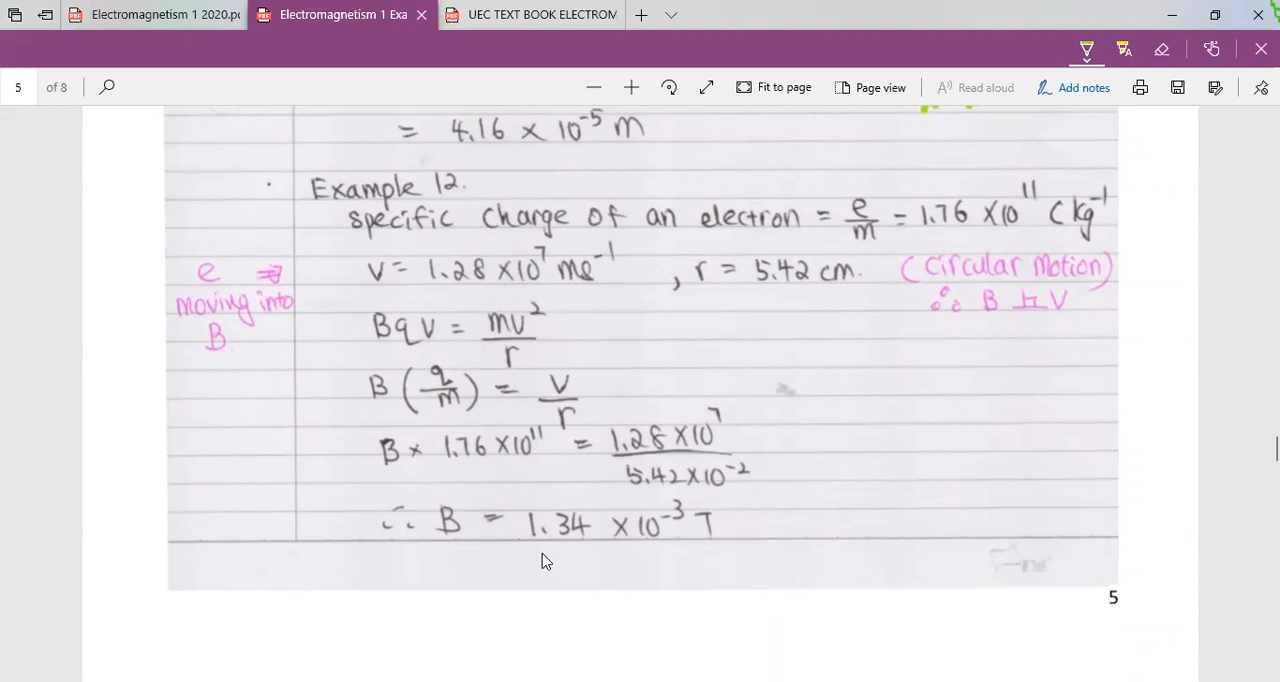 Electromagnetism 1 2020.pc
Electromagnetism 1 Exa
UEC TEXT BOOK ELECTROM
5 of 8
Fit to page
Page view
Read aloud
Add notes
= 4.16 × 10⁻⁵ m
Example 12.
specific charge of an electron = e/m = 1.76 × 10¹¹ C kg⁻¹
v = 1.28 × 10⁷ ms⁻¹ , r = 5.42 cm. (Circular Motion)
e ⇒ moving into B.
∴ B ⊥ V
BqV = mv²/r
B (q/m) = v/r
B × 1.76 × 10¹¹ = 1.28 × 10⁷ / 5.42 × 10⁻²
∴ B = 1.34 × 10⁻³ T
5